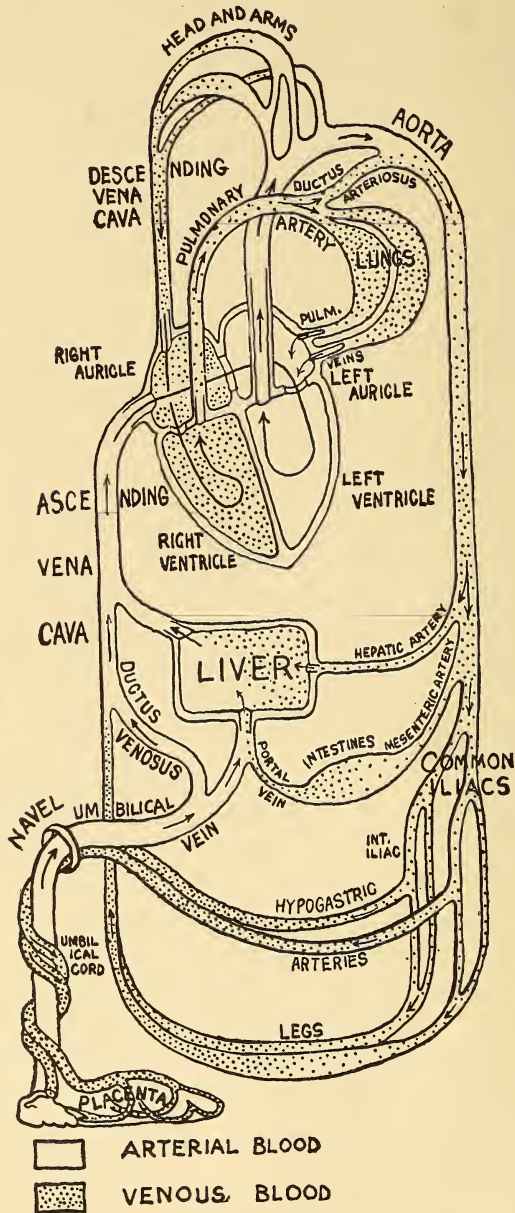 HEAD AND ARMS
AORTA
DESCE NDING
VENA
CAVA
DUCTUS
ARTERIOSUS
PULMONARY
ARTERY
LUNGS
PULM.
VEINS
RIGHT
AURICLE
LEFT
AURICLE
LEFT
VENTRICLE
RIGHT
VENTRICLE
ASCE NDING
VENA
CAVA
HEPATIC ARTERY
LIVER
DUCTUS
VENOSUS
MESENTERIC ARTERY
INTESTINES
PORTAL
VEIN
COMMON
ILIACS
NAVEL
UM BILICAL
VEIN
INT.
ILIAC
HYPOGASTRIC
ARTERIES
UMBIL
ICAL
CORD
LEGS
PLACENTA
ARTERIAL BLOOD
VENOUS BLOOD